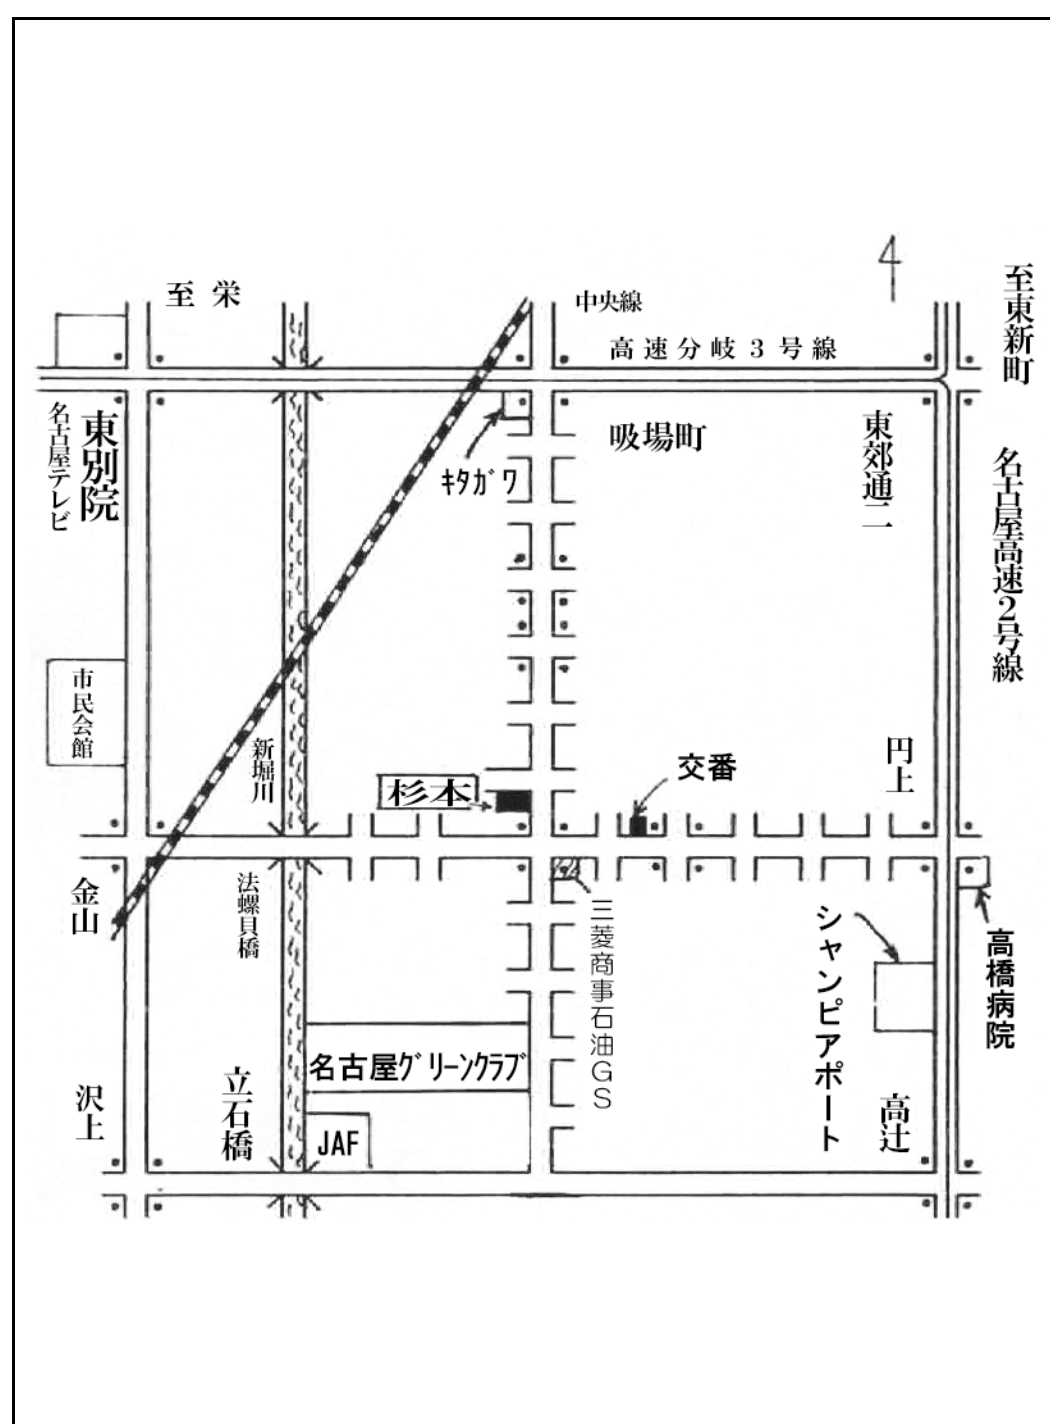 至 栄
中央線
至東新町
高速分岐３号線
東別院
名古屋テレビ
吸場町
東郊通二
ｷﾀｶﾞﾜ
名古屋高速２号線
市民会館
新堀川
杉本
交番
円上
金山
法螺貝橋
三菱商事石油ＧＳ
シャンピアポート
高橋病院
名古屋ｸﾞﾘｰﾝｸﾗﾌﾞ
沢上
立石橋
JAF
高辻